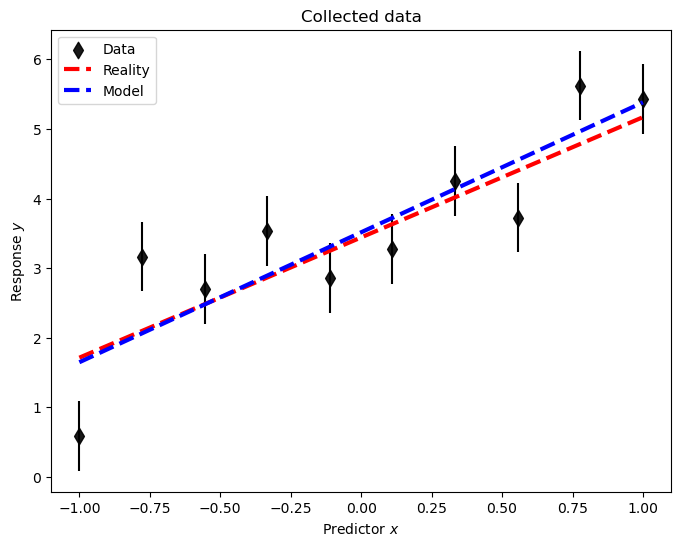 Collected data
Data
Reality
Model
Response y
6
5
4
3
2
1
0
−1.00 −0.75 −0.50 −0.25 0.00 0.25 0.50 0.75 1.00
Predictor x